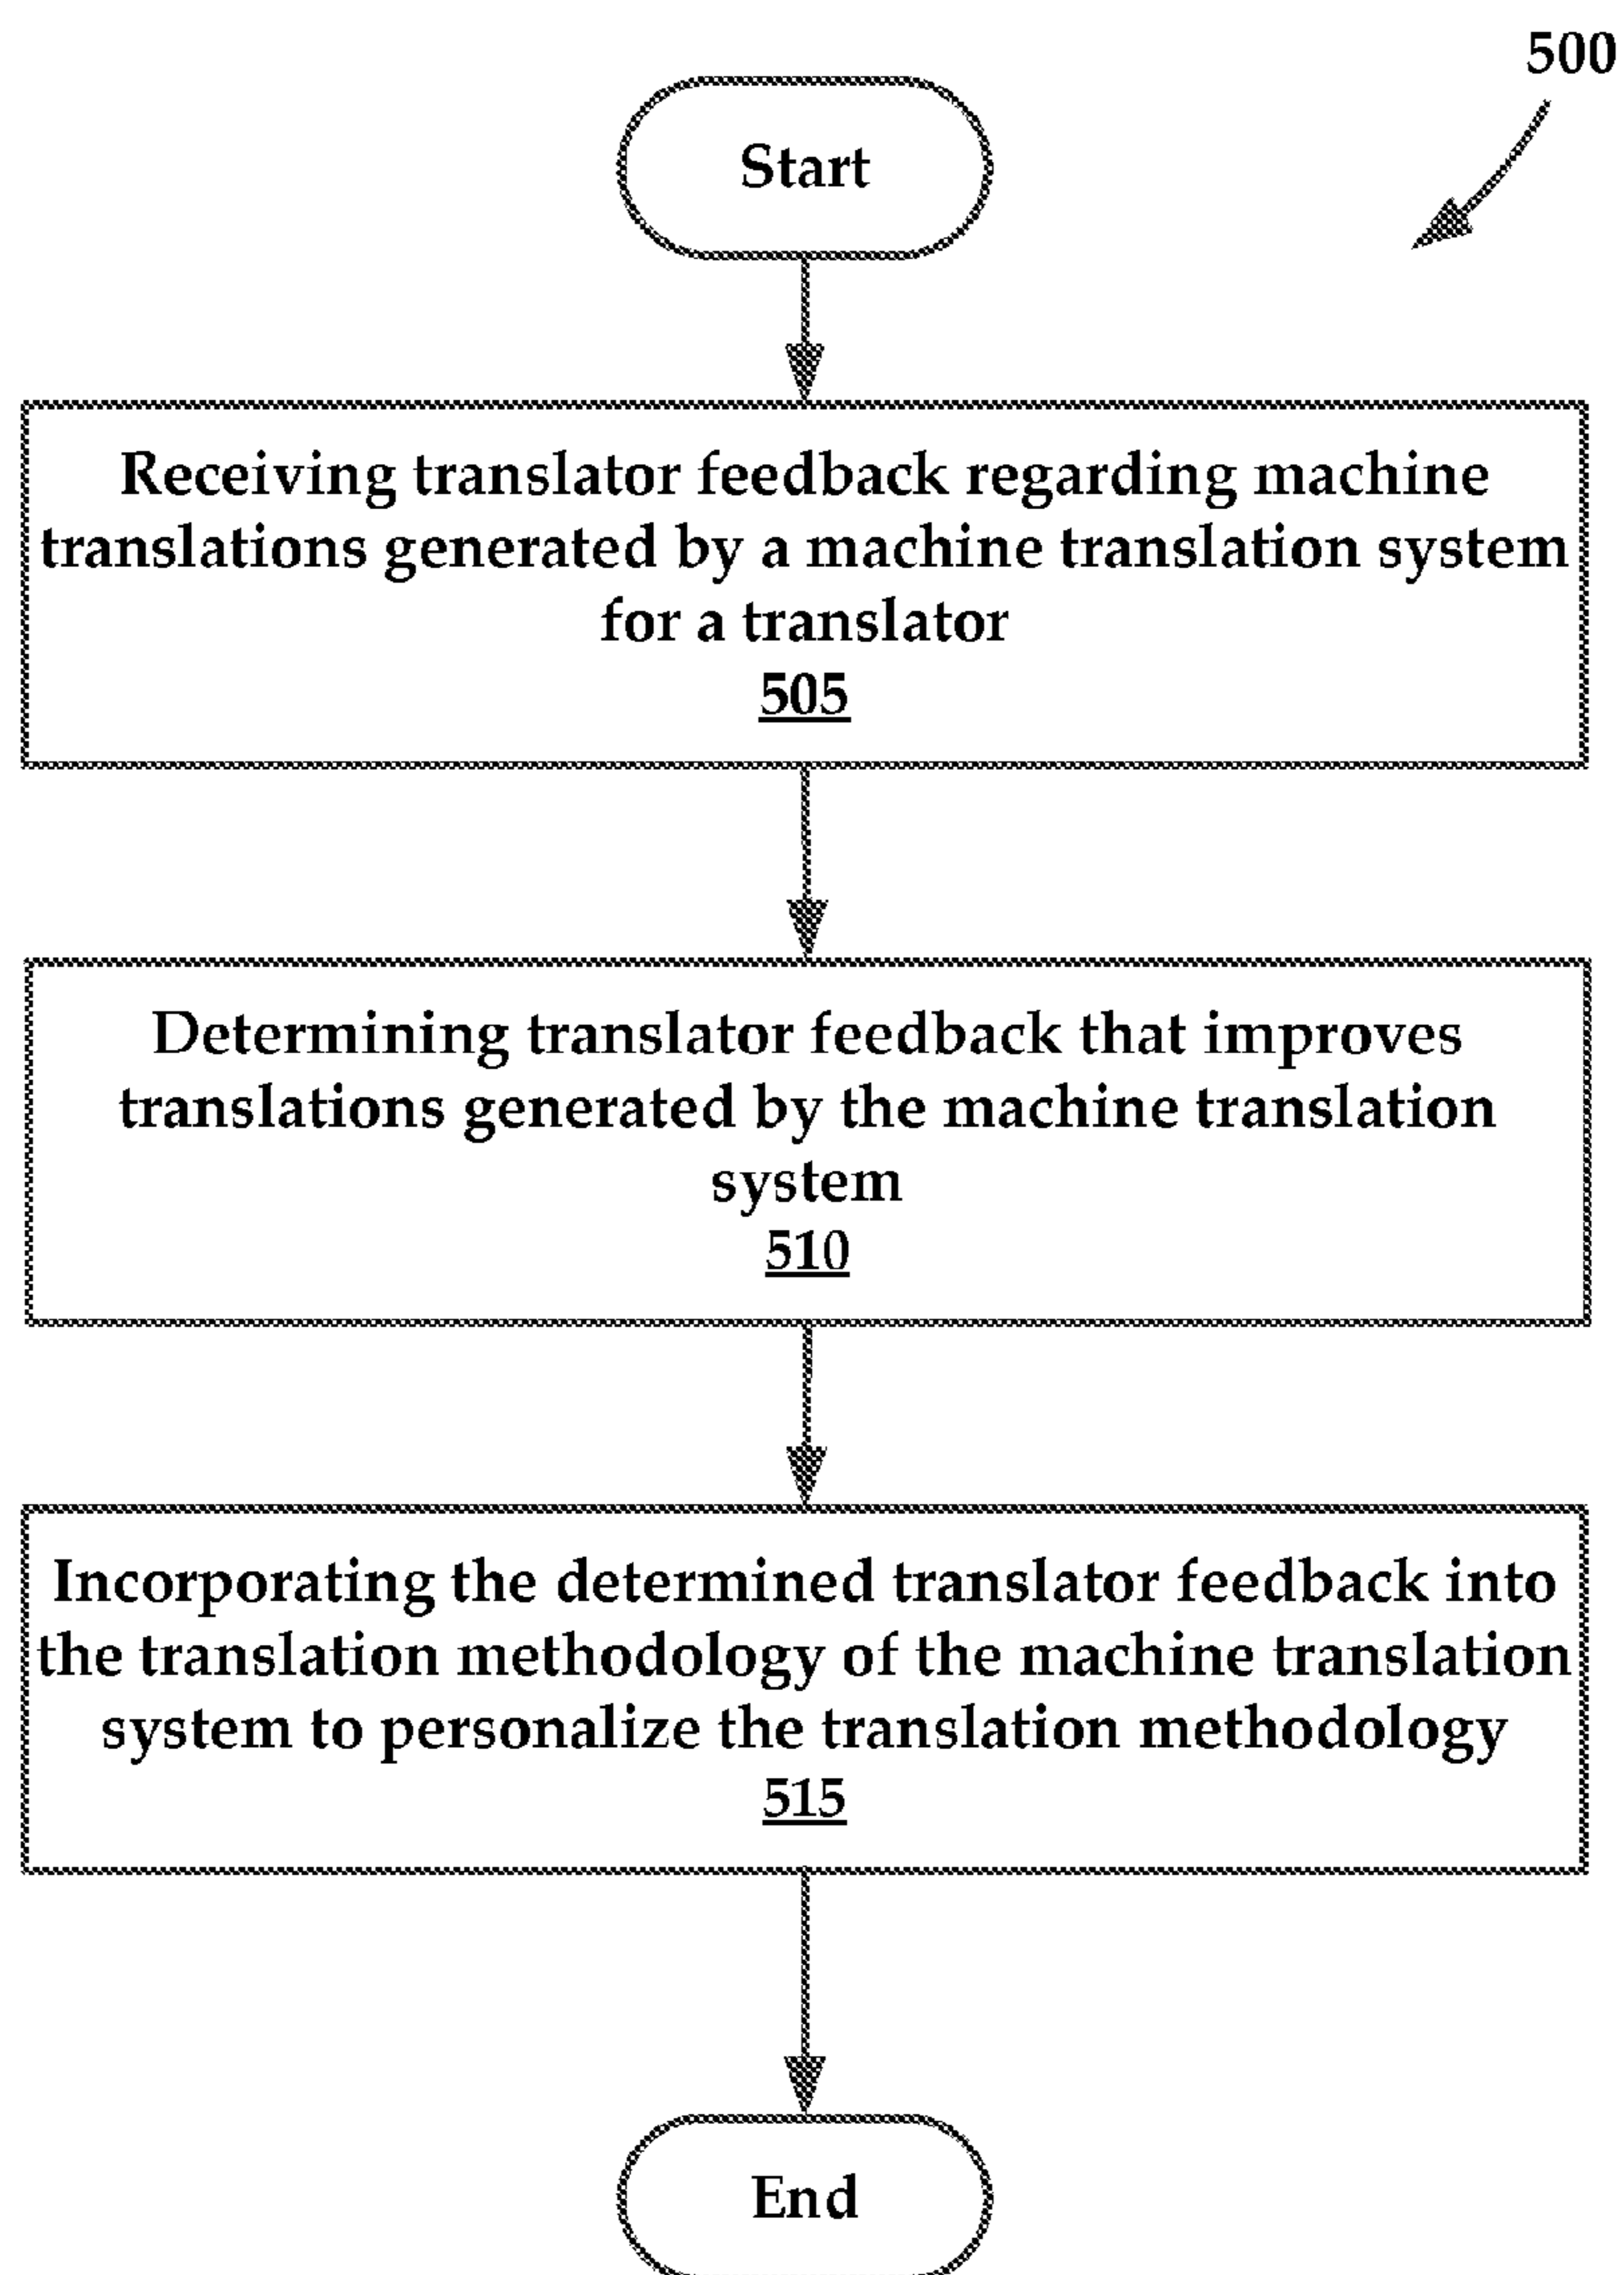 500
Start
Receiving translator feedback regarding machine
translations generated by a machine translation system
for a translator
505
Determining translator feedback that improves
translations generated by the machine translation
system
510
Incorporating the determined translator feedback into
the translation methodology of the machine translation
system to personalize the translation methodology
515
End